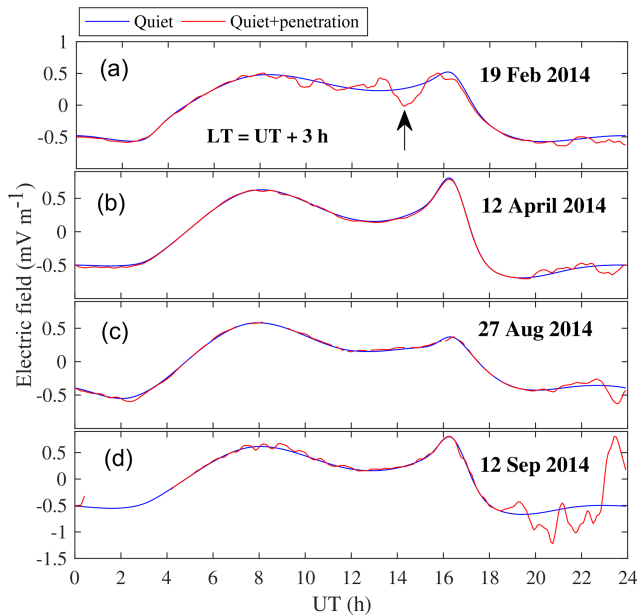 Quiet Quiet+penetration
1
(a)
19 Feb 2014
0.5
0
LT = UT + 3 h
-0.5
(b)
12 April 2014
0.5
0
-0.5
(c)
27 Aug 2014
0.5
0
-0.5
(d)
12 Sep 2014
0.5
0
-0.5
-1
-1.5
0 2 4 6 8 10 12 14 16 18 20 22 24
UT (h)
Electric field (mV m-1)